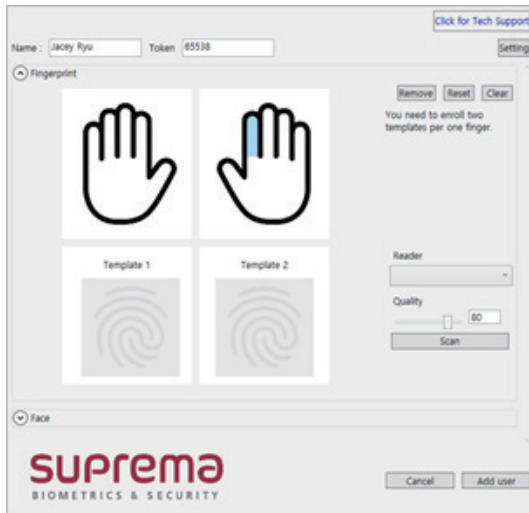 Click for Tech Support
Name : Jacey Ryu Token 65538 Setting
Fingerprint
Remove Reset Clear
You need to enroll two
templates per one finger.
Template 1 Template 2
Reader
Quality
80
Scan
Face
suprema
BIOMETRICS & SECURITY
Cancel Add user